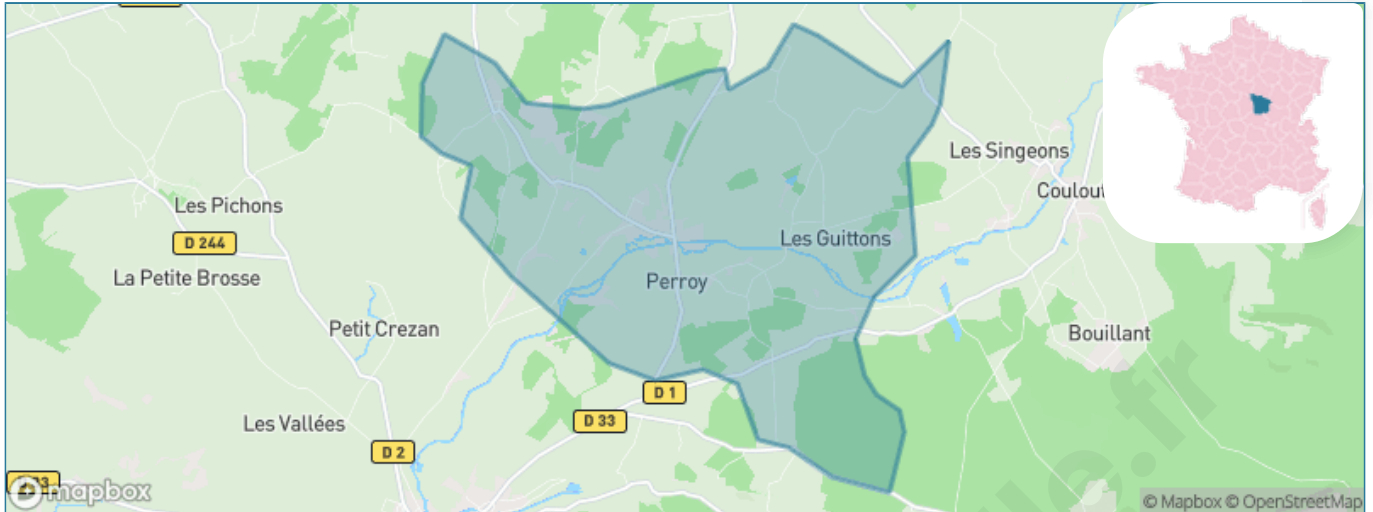 Les Singeons
Les Pichons
D 244
Les Guittons
La Petite Brosse
Perroy
Petit Crezan
Bouillant
D 1
D 33
Les Vallées
D 2
mapbox
© Mapbox © OpenStreetMap